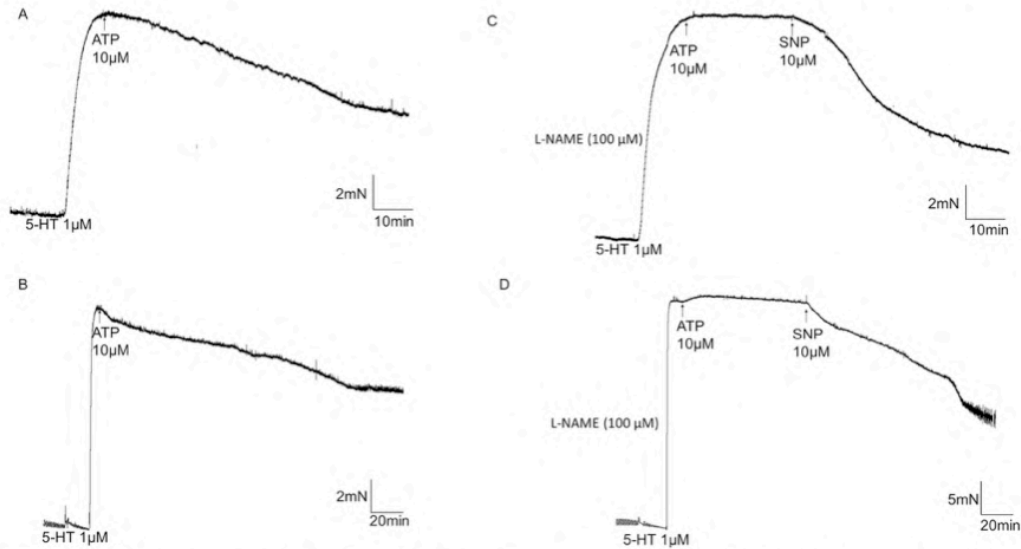 A
ATP
10µM
5-HT 1µM
2mN
10min
B
ATP
10µM
5-HT 1µM
2mN
20min
C
ATP
10µM
SNP
10µM
L-NAME (100 µM)
5-HT 1µM
2mN
10min
D
ATP
10µM
SNP
10µM
L-NAME (100 µM)
5-HT 1µM
5mN
20min